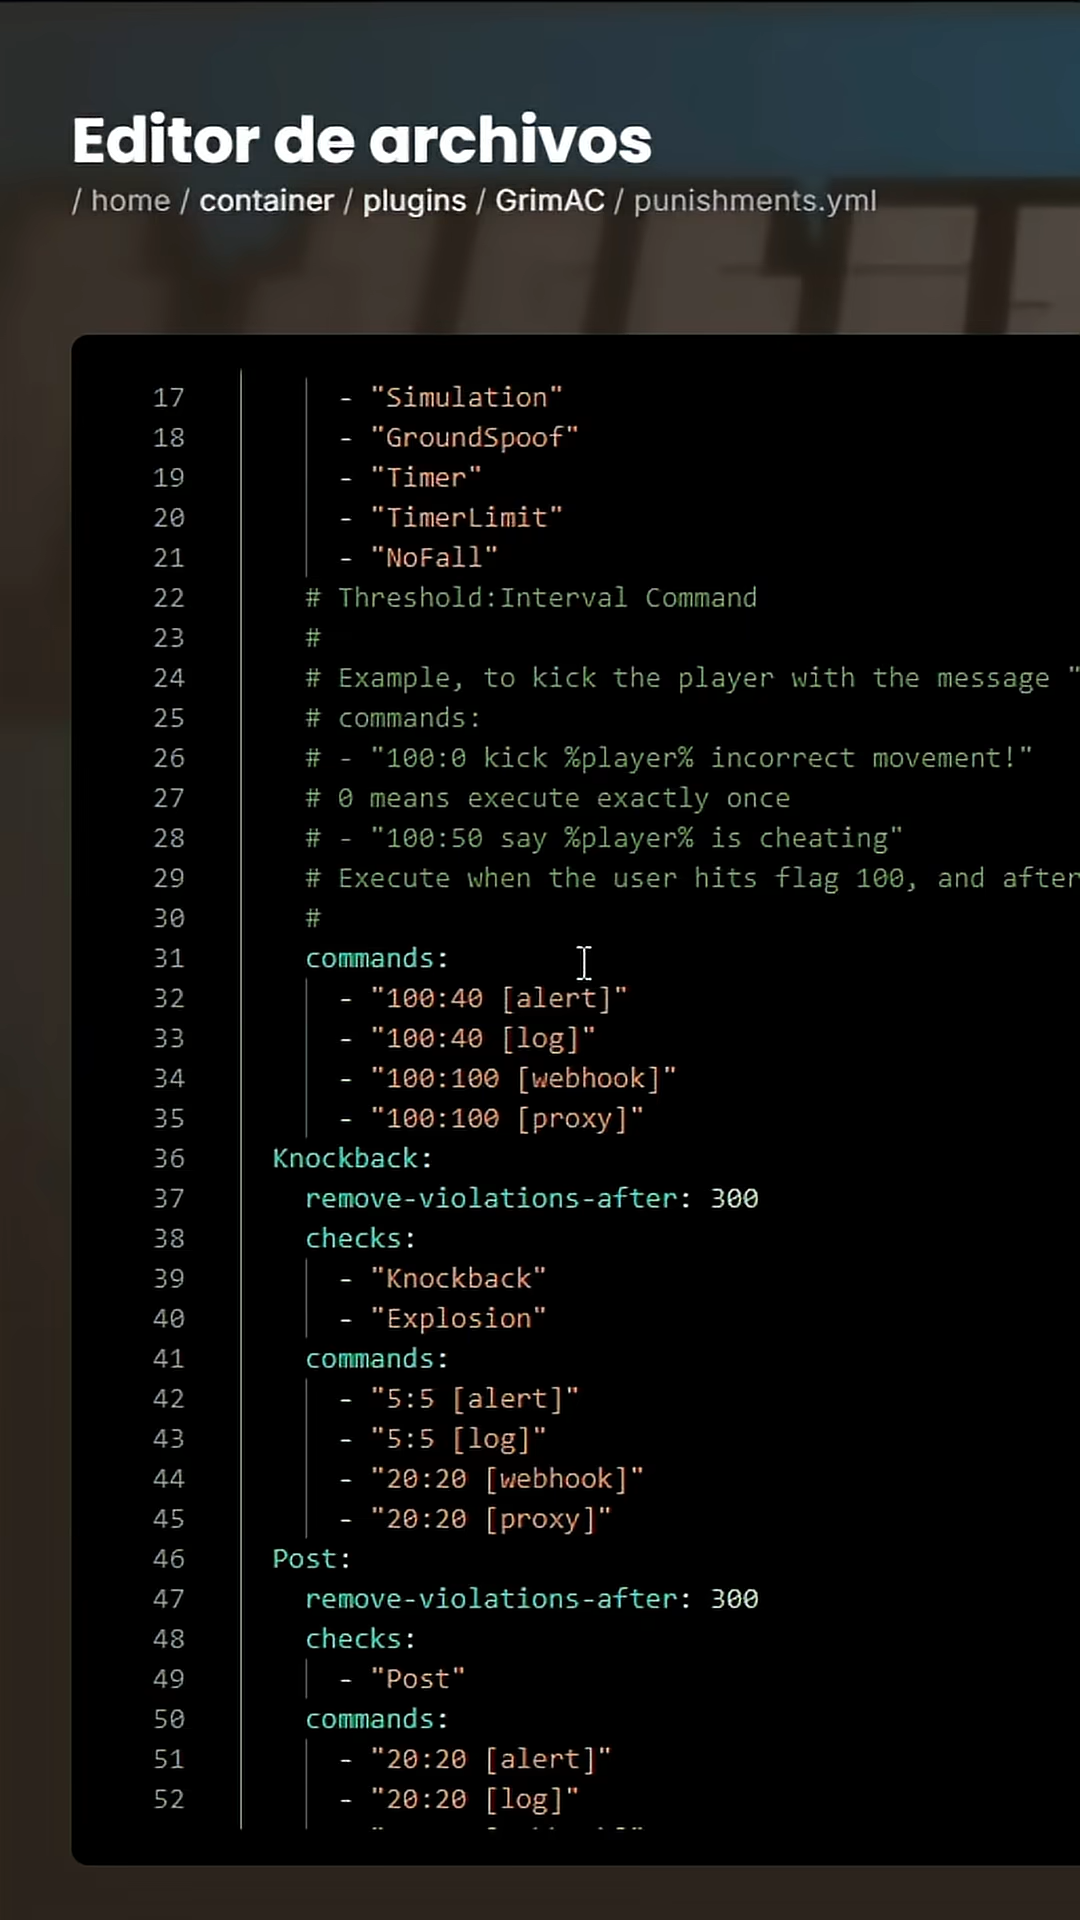 Editor de archivos
/ home / container / plugins / GrimAC / punishments.yml
17 - "Simulation"
18 - "GroundSpoof"
19 - "Timer"
20 - "TimerLimit"
21 - "NoFall"
22 # Threshold:Interval Command
23 #
24 # Example, to kick the player with the message "
25 # commands:
26 # - "100:0 kick %player% incorrect movement!"
27 # 0 means execute exactly once
28 # - "100:50 say %player% is cheating"
29 # Execute when the user hits flag 100, and after
30 #
31 commands:
32 - "100:40 [alert]"
33 - "100:40 [log]"
34 - "100:100 [webhook]"
35 - "100:100 [proxy]"
36 Knockback:
37 remove-violations-after: 300
38 checks:
39 - "Knockback"
40 - "Explosion"
41 commands:
42 - "5:5 [alert]"
43 - "5:5 [log]"
44 - "20:20 [webhook]"
45 - "20:20 [proxy]"
46 Post:
47 remove-violations-after: 300
48 checks:
49 - "Post"
50 commands:
51 - "20:20 [alert]"
52 - "20:20 [log]"